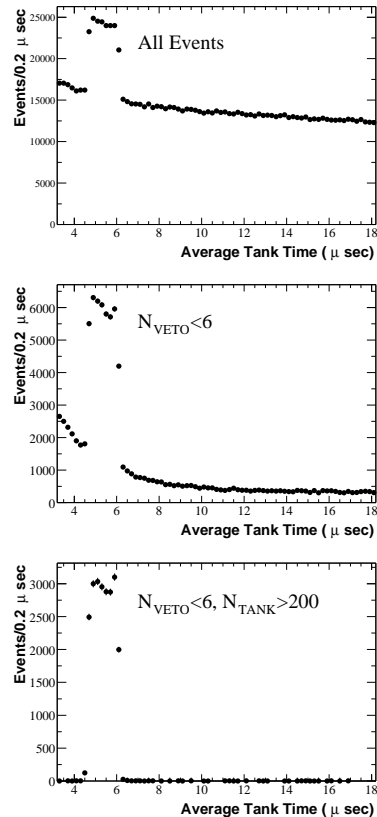 Events/0.2 μ sec
25000
20000
15000
10000
5000
0
All Events
4 6 8 10 12 14 16 18
Average Tank Time ( μ sec)
Events/0.2 μ sec
6000
5000
4000
3000
2000
1000
0
N_VETO<6
4 6 8 10 12 14 16 18
Average Tank Time ( μ sec)
Events/0.2 μ sec
3000
2500
2000
1500
1000
500
0
N_VETO<6, N_TANK>200
4 6 8 10 12 14 16 18
Average Tank Time ( μ sec)